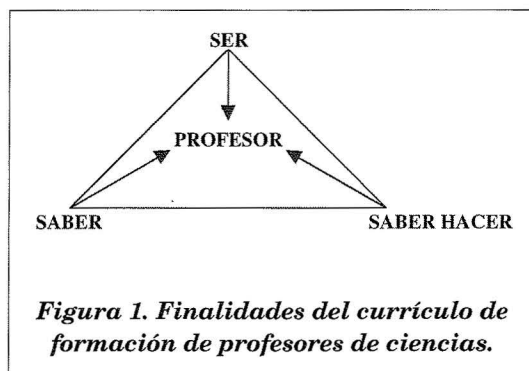 SER
PROFESOR
SABER SABER HACER
Figura 1. Finalidades del currículo de
formación de profesores de ciencias.